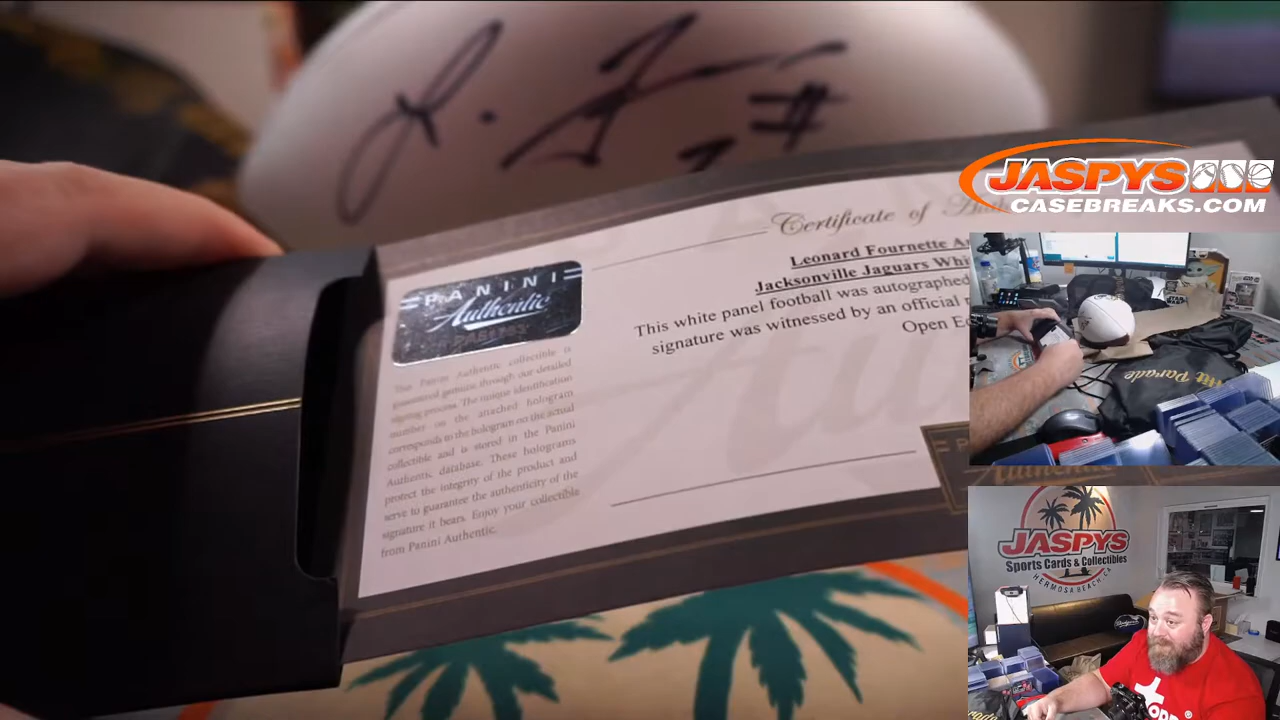 JASPYS
CASEBREAKS.COM
Certificate of
PANINI
Authentic
Leonard Fournette
Jacksonville Jaguars
This white panel football was autographed
signature was witnessed by an official
Open
This Panini Authentic collectible is
guaranteed genuine through our detailed
signing process. The unique identification
number on the attached hologram
corresponds to the hologram on the actual
collectible and is stored in the Panini
Authentic database. These holograms
protect the integrity of the product and
serve to guarantee the authenticity of the
signature it bears. Enjoy your collectible
from Panini Authentic.
Parade
JASPYS
Sports Cards & Collectibles
HERMOSA BEACH, CA